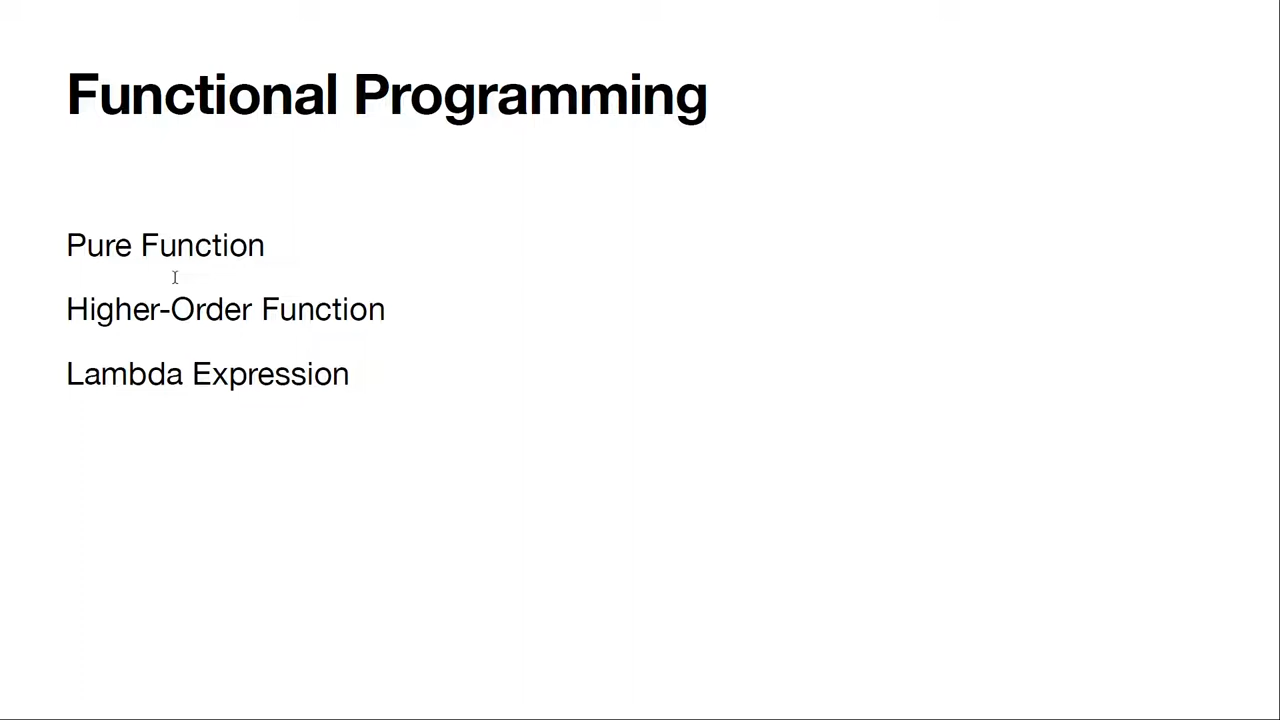 Functional Programming
Pure Function
Higher-Order Function
Lambda Expression